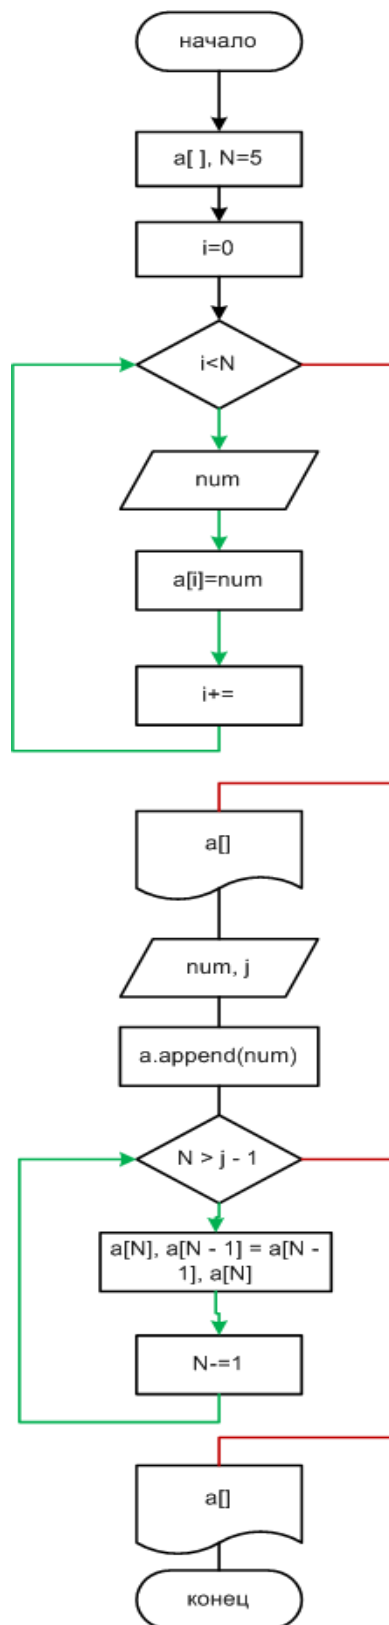 начало
a[ ], N=5
i=0
i<N
num
a[i]=num
i+=
a[]
num, j
a.append(num)
N > j - 1
a[N], a[N - 1] = a[N -
1], a[N]
N-=1
a[]
конец